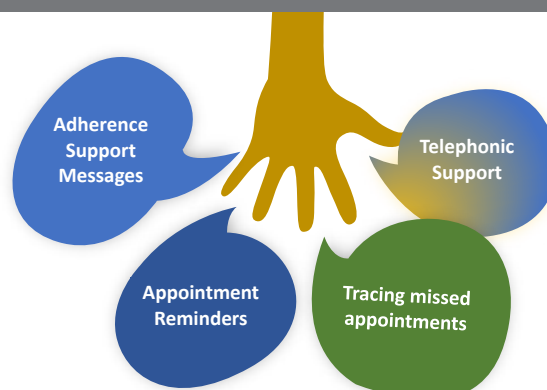 Adherence
Support
Messages
Telephonic
Support
Appointment
Reminders
Tracing missed
appointments